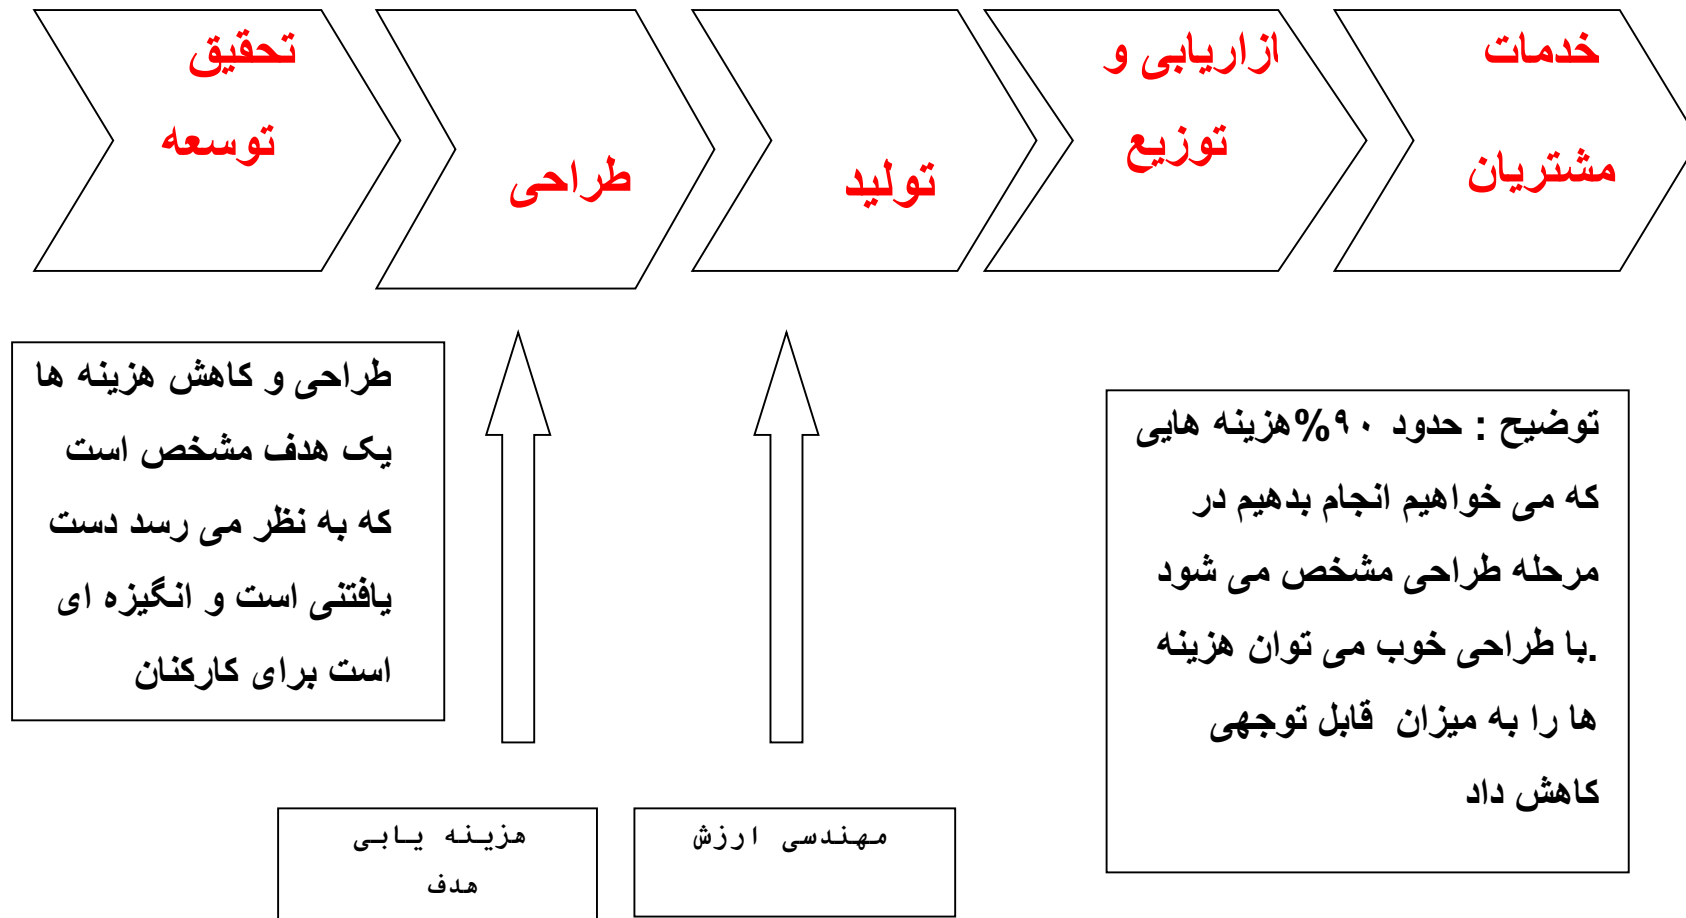 تحقیق
توسعه
طراحی
تولید
ازاریابی و
توزیع
خدمات
مشتریان
طراحی و کاهش هزینه ها
یک هدف مشخص است
که به نظر می رسد دست
یافتنی است و انگیزه ای
است برای کارکنان
توضیح : حدود ۹۰%هزینه هایی
که می خواهیم انجام بدهیم در
مرحله طراحی مشخص می شود
.با طراحی خوب می توان هزینه
ها را به میزان قابل توجهی
کاهش داد
هزینه یابی
هدف
مهندسی ارزش